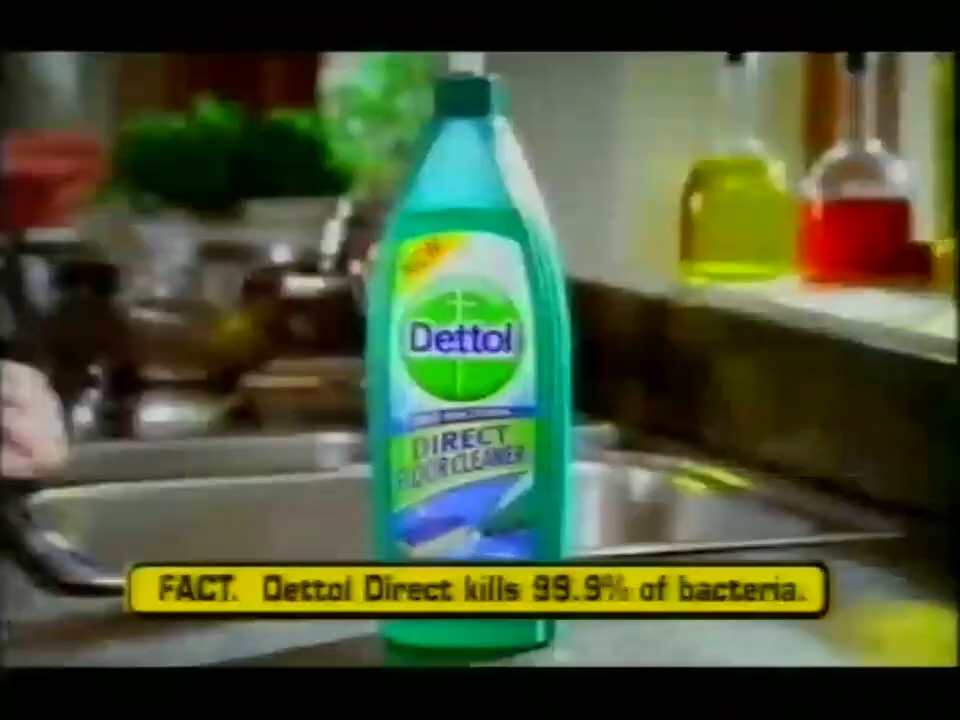 Dettol
DIRECT
FLOOR CLEANER
FACT. Dettol Direct kills 99.9% of bacteria.